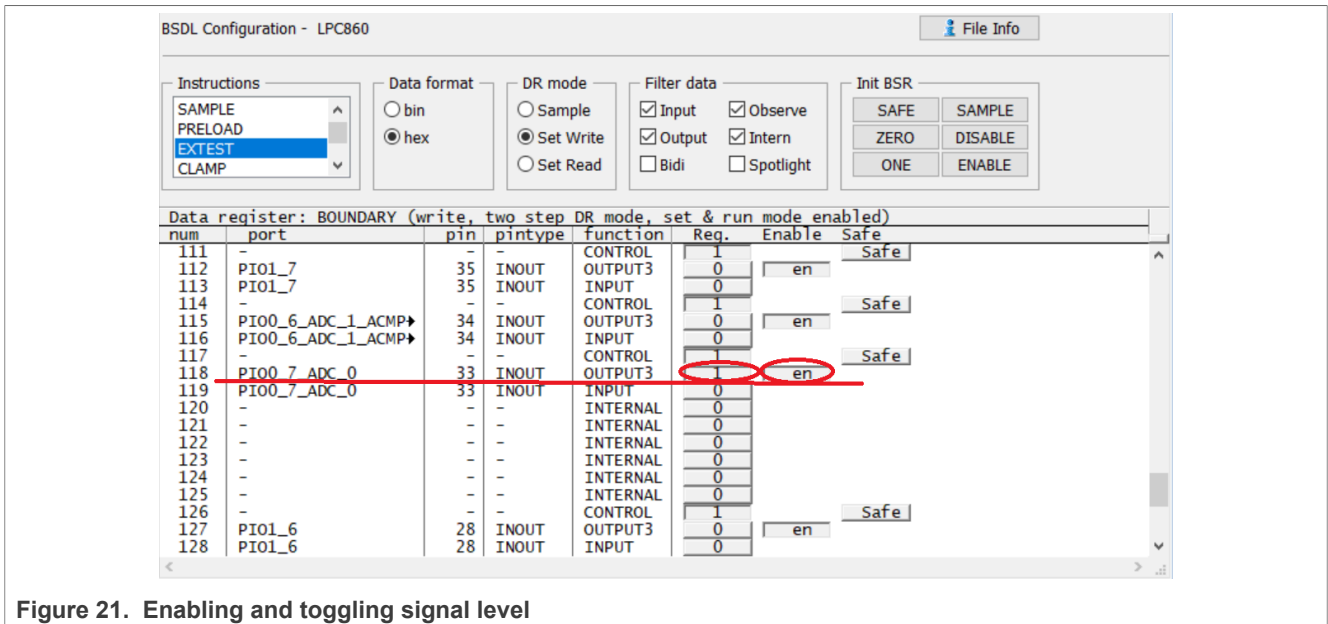 BSDL Configuration - LPC860 File Info
Instructions Data format DR mode Filter data Init BSR
SAMPLE bin Sample Input Observe SAFE SAMPLE
PRELOAD
EXTEST hex Set Write Output Intern ZERO DISABLE
CLAMP Set Read Bidi Spotlight ONE ENABLE
Data register: BOUNDARY (write, two step DR mode, set & run mode enabled)
num port pin pintype function Reg. Enable Safe
111 - - - CONTROL 1 Safe
112 PIO1_7 35 INOUT OUTPUT3 0 en
113 PIO1_7 35 INOUT INPUT 0
114 - - - CONTROL 1 Safe
115 PIO0_6_ADC_1_ACMP 34 INOUT OUTPUT3 0 en
116 PIO0_6_ADC_1_ACMP 34 INOUT INPUT 0
117 - - - CONTROL 1 Safe
118 PIO0_7_ADC_0 33 INOUT OUTPUT3 1 en
119 PIO0_7_ADC_0 33 INOUT INPUT 0
120 - - - INTERNAL 0
121 - - - INTERNAL 0
122 - - - INTERNAL 0
123 - - - INTERNAL 0
124 - - - INTERNAL 0
125 - - - INTERNAL 0
126 - - - CONTROL 1 Safe
127 PIO1_6 28 INOUT OUTPUT3 0 en
128 PIO1_6 28 INOUT INPUT 0
Figure 21. Enabling and toggling signal level